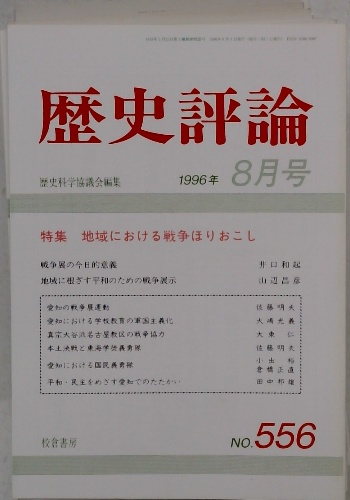 歴史評論
歴史科学協議会編集
1996年 8月号
特集 地域における戦争ほりおこし
戦争展の今日的意義 井口和起
地域に根ざす平和のための戦争展示 山辺昌彦
愛知の戦争展運動 佐藤明夫
愛知における学校教育の軍国主義化 大嶋光義
真宗大谷派名古屋教区の戦争協力 大東仁
本土決戦と東海学徒義勇隊 佐藤明夫
愛知における国民義勇隊 小出裕
倉橋正直
平和・民主をめざす愛知でのたたかい 田中邦雄
校倉書房 NO.556